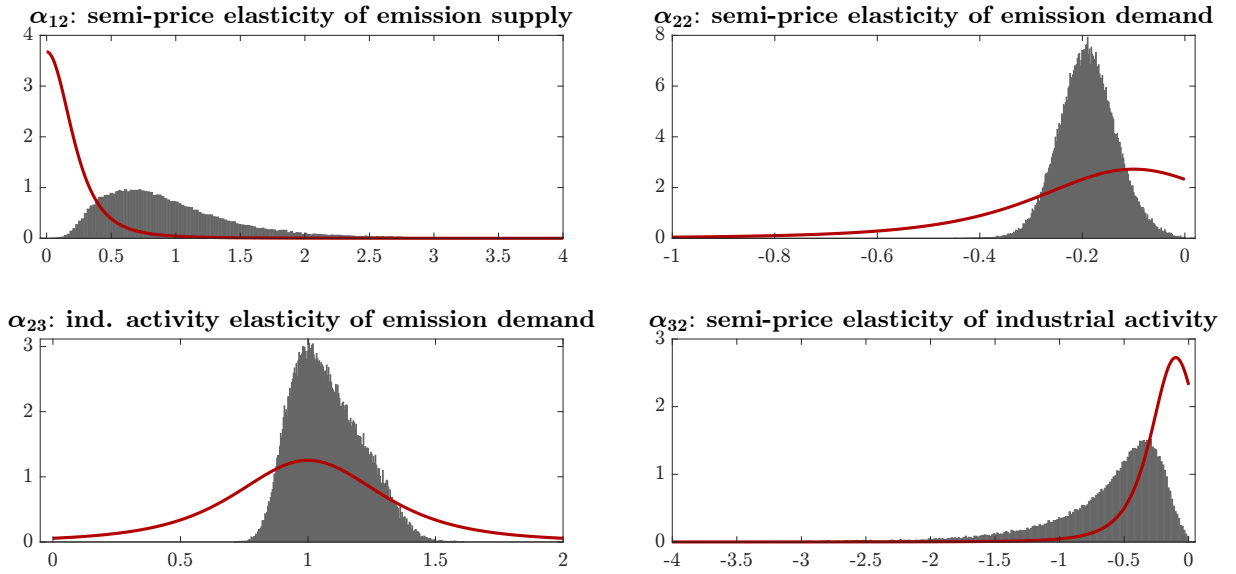 α₁₂: semi-price elasticity of emission supply
4
3
2
1
0
0 0.5 1 1.5 2 2.5 3 3.5 4
α₂₂: semi-price elasticity of emission demand
8
6
4
2
0
-1 -0.8 -0.6 -0.4 -0.2 0
α₂₃: ind. activity elasticity of emission demand
3
2
1
0
0 0.5 1 1.5 2
α₃₂: semi-price elasticity of industrial activity
3
2
1
0
-4 -3.5 -3 -2.5 -2 -1.5 -1 -0.5 0